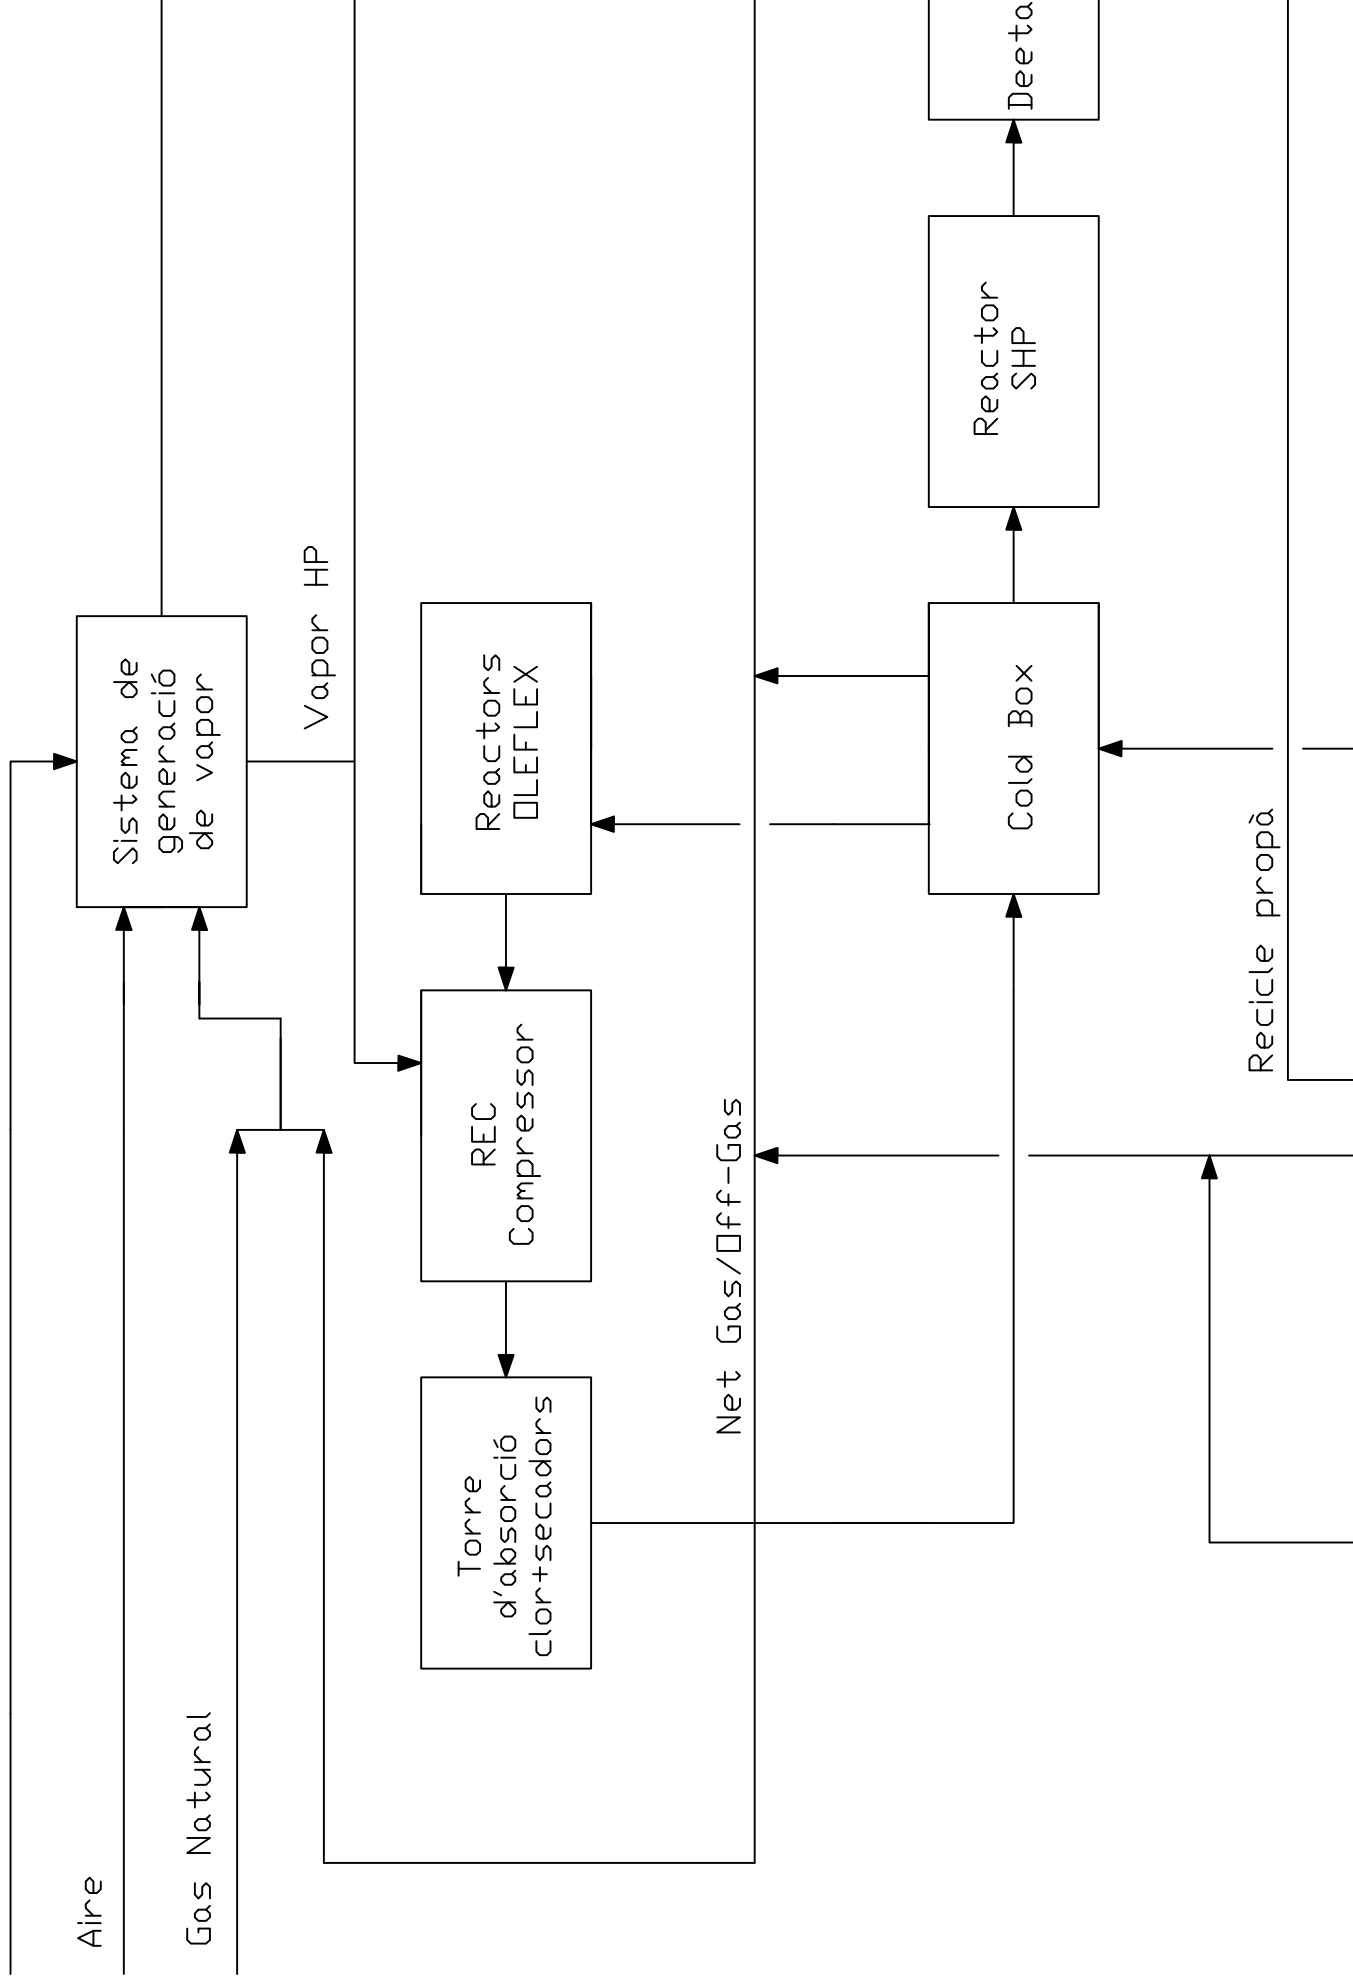 Aire
Gas Natural
Sistema de
generació
de vapor
Vapor HP
Torre
d'absorció
clor+secadors
REC
Compressor
Reactors
OLEFLEX
Net Gas/Off-Gas
Cold Box
Reactor
SHP
Deeta
Recicle propà